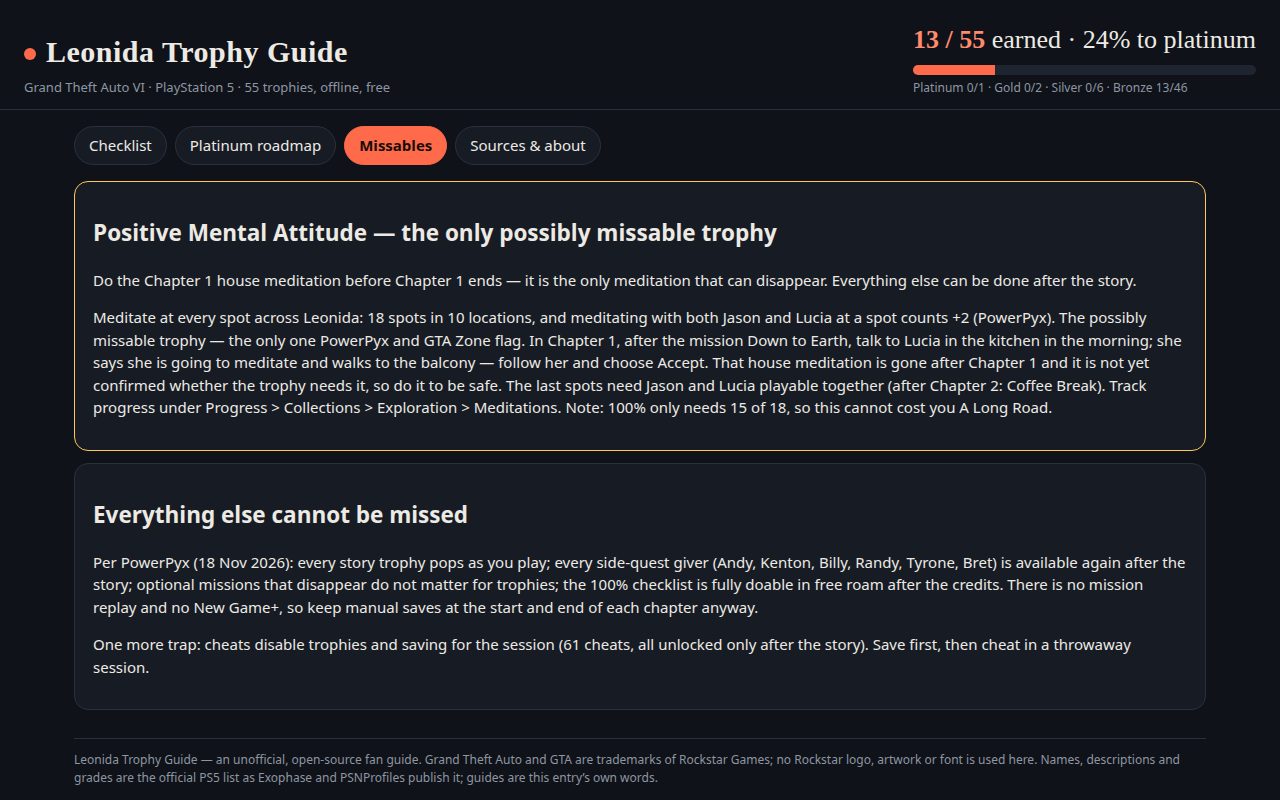 Leonida Trophy Guide
Grand Theft Auto VI · PlayStation 5 · 55 trophies, offline, free
13 / 55 earned · 24% to platinum
Platinum 0/1 · Gold 0/2 · Silver 0/6 · Bronze 13/46
Checklist
Platinum roadmap
Missables
Sources & about
Positive Mental Attitude — the only possibly missable trophy
Do the Chapter 1 house meditation before Chapter 1 ends — it is the only meditation that can disappear. Everything else can be done after the story.
Meditate at every spot across Leonida: 18 spots in 10 locations, and meditating with both Jason and Lucia at a spot counts +2 (PowerPyx). The possibly
missable trophy — the only one PowerPyx and GTA Zone flag. In Chapter 1, after the mission Down to Earth, talk to Lucia in the kitchen in the morning; she
says she is going to meditate and walks to the balcony — follow her and choose Accept. That house meditation is gone after Chapter 1 and it is not yet
confirmed whether the trophy needs it, so do it to be safe. The last spots need Jason and Lucia playable together (after Chapter 2: Coffee Break). Track
progress under Progress > Collections > Exploration > Meditations. Note: 100% only needs 15 of 18, so this cannot cost you A Long Road.
Everything else cannot be missed
Per PowerPyx (18 Nov 2026): every story trophy pops as you play; every side-quest giver (Andy, Kenton, Billy, Randy, Tyrone, Bret) is available again after the
story; optional missions that disappear do not matter for trophies; the 100% checklist is fully doable in free roam after the credits. There is no mission
replay and no New Game+, so keep manual saves at the start and end of each chapter anyway.
One more trap: cheats disable trophies and saving for the session (61 cheats, all unlocked only after the story). Save first, then cheat in a throwaway
session.
Leonida Trophy Guide — an unofficial, open-source fan guide. Grand Theft Auto and GTA are trademarks of Rockstar Games; no Rockstar logo, artwork or font is used here. Names, descriptions and
grades are the official PS5 list as Exophase and PSNProfiles publish it; guides are this entry’s own words.